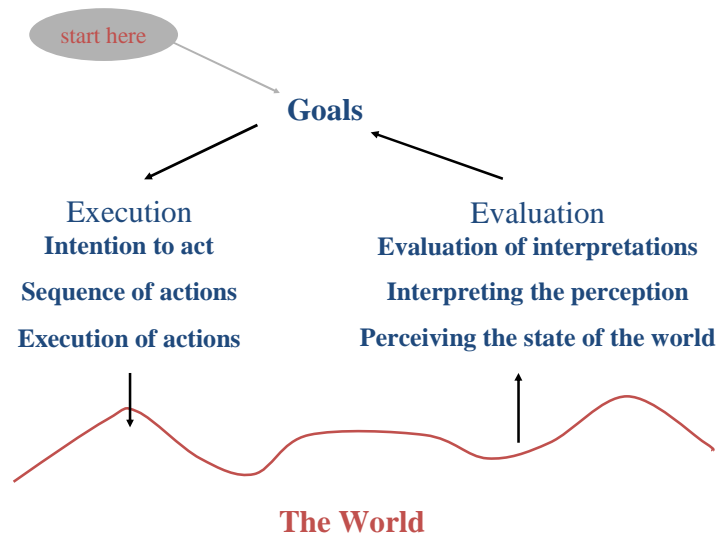 start here
Goals
Execution
Intention to act
Sequence of actions
Execution of actions
Evaluation
Evaluation of interpretations
Interpreting the perception
Perceiving the state of the world
The World